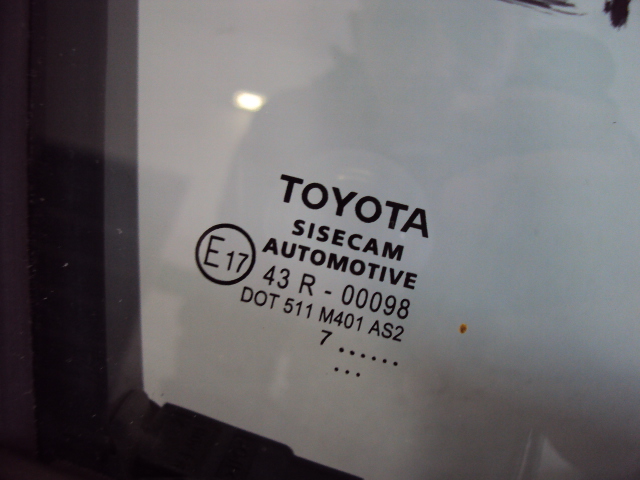 TOYOTA
SISECAM
AUTOMOTIVE
E17
43 R - 00098
DOT 511 M401 AS2
7 ......
...